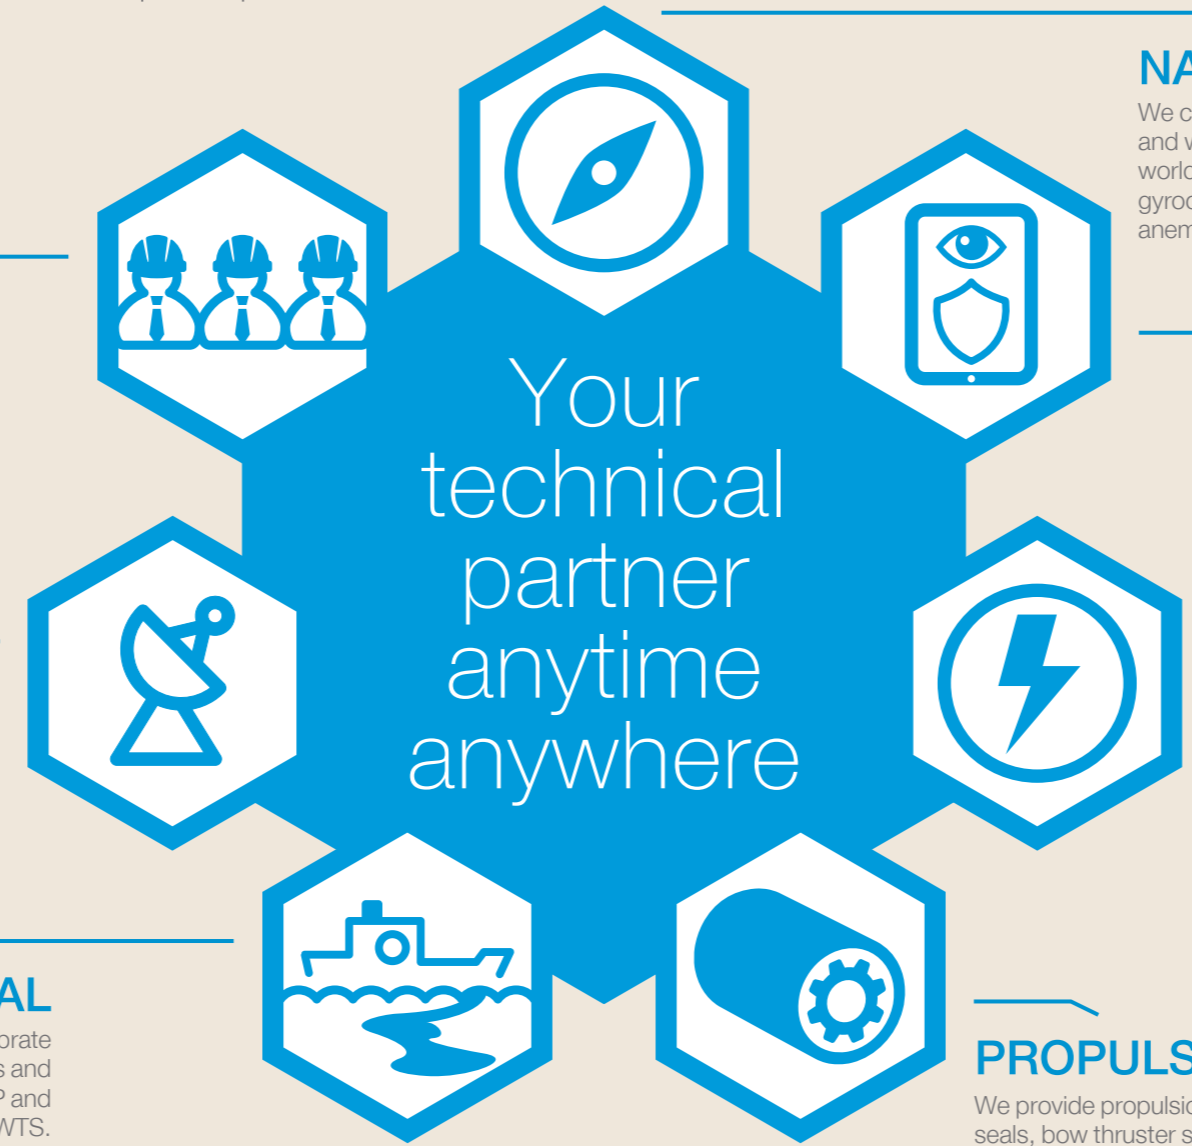 NA
We c
and v
world
gyroc
anem
Your
technical
partner
anytime
anywhere
AL
orate
s and
P and
WTS.
PROPULS
We provide propulsio
seals, bow thruster s